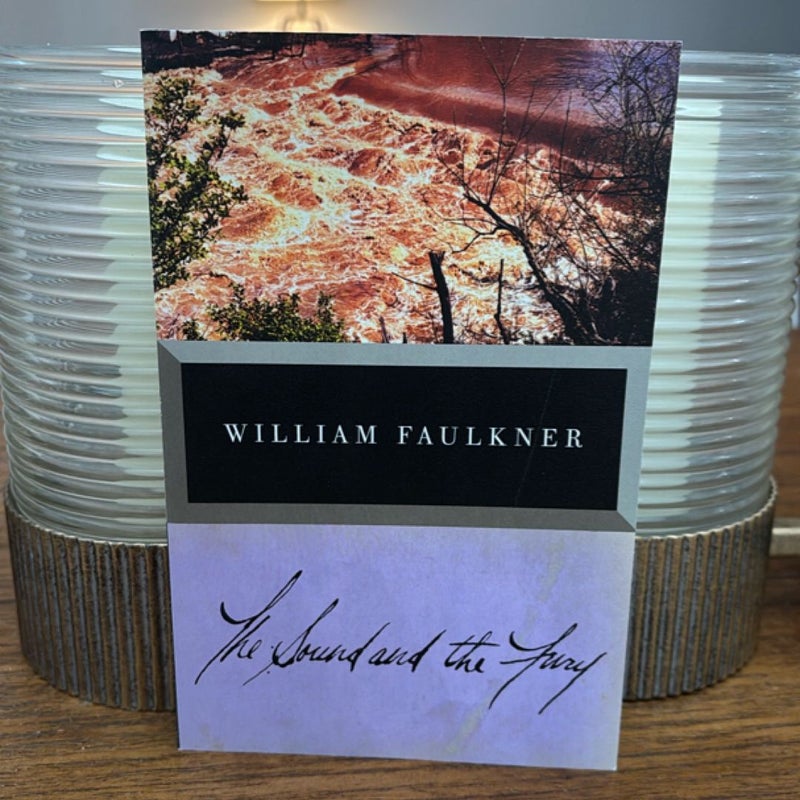 WILLIAM FAULKNER
The Sound and the Fury